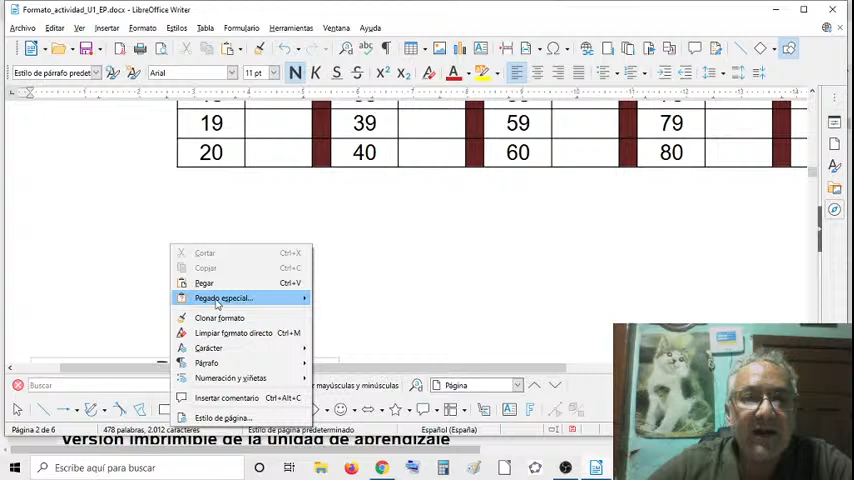 Formato_actividad_U1_EP.docx - LibreOffice Writer
Archivo Editar Ver Insertar Formato Estilos Tabla Formulario Herramientas Ventana Ayuda
Estilo de párrafo predet Arial 11 pt N K S S X² X₂ A
19 39 59 79
20 40 60 80
Cortar Ctrl+X
Copiar Ctrl+C
Pegar Ctrl+V
Pegado especial...
Clonar formato
Limpiar formato directo Ctrl+M
Carácter
Párrafo
Numeración y viñetas
Insertar comentario Ctrl+Alt+C
Estilo de página...
Buscar mayúsculas y minúsculas Página
Página 2 de 6 478 palabras, 2.012 caracteres Estilo de página predeterminado Español (España)
Versión imprimible de la unidad de aprendizaje
Escribe aquí para buscar